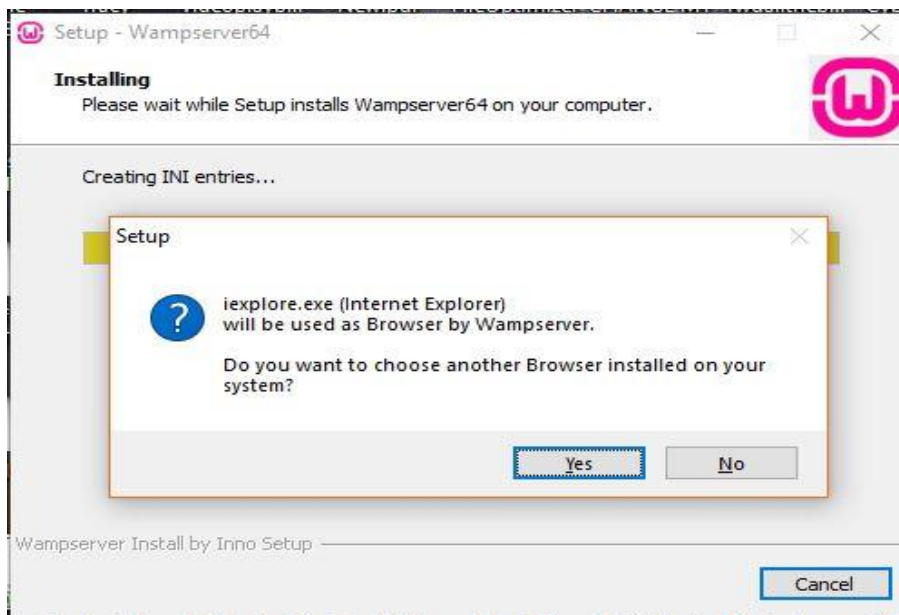 Setup - Wampserver64
Installing
Please wait while Setup installs Wampserver64 on your computer.
Creating INI entries...
Setup
iexplore.exe (Internet Explorer)
will be used as Browser by Wampserver.
Do you want to choose another Browser installed on your
system?
Yes
No
Wampserver Install by Inno Setup
Cancel